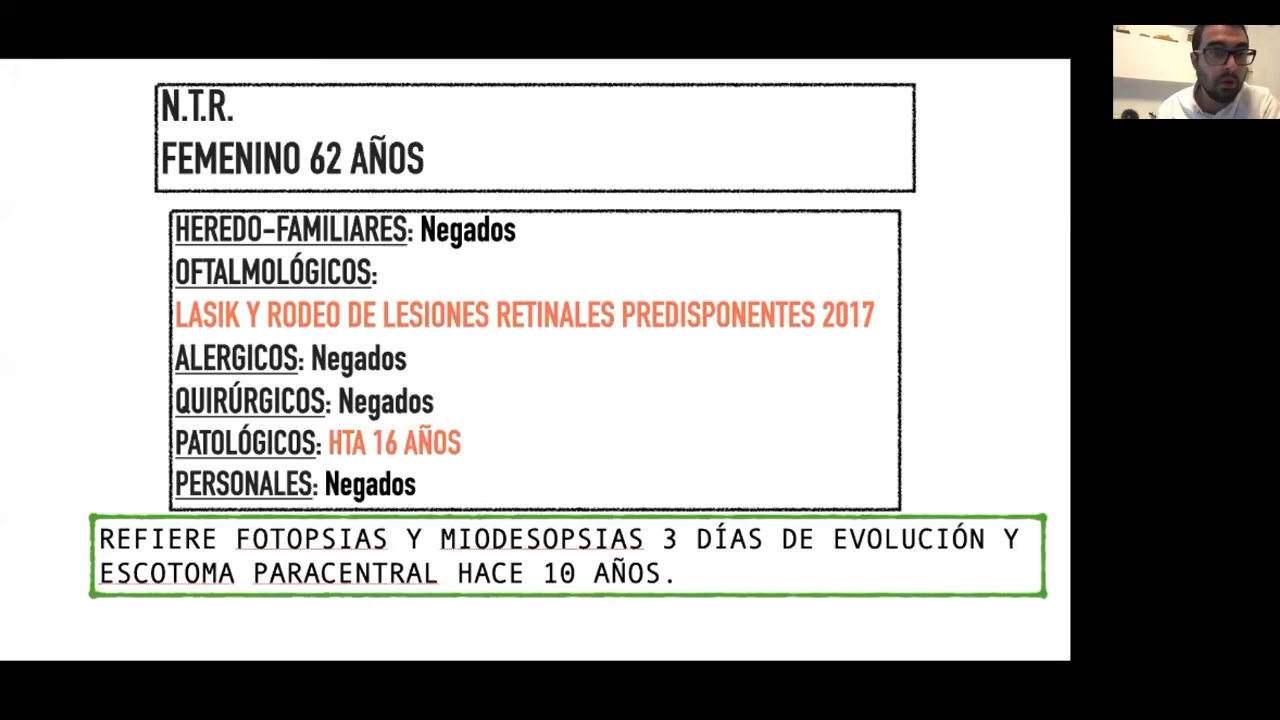 N.T.R.
FEMENINO 62 AÑOS
HEREDO-FAMILIARES: Negados
OFTALMOLÓGICOS:
LASIK Y RODEO DE LESIONES RETINALES PREDISPONENTES 2017
ALERGICOS: Negados
QUIRÚRGICOS: Negados
PATOLÓGICOS: HTA 16 AÑOS
PERSONALES: Negados
REFIERE FOTOPSIAS Y MIODESOPSIAS 3 DÍAS DE EVOLUCIÓN Y
ESCOTOMA PARACENTRAL HACE 10 AÑOS.